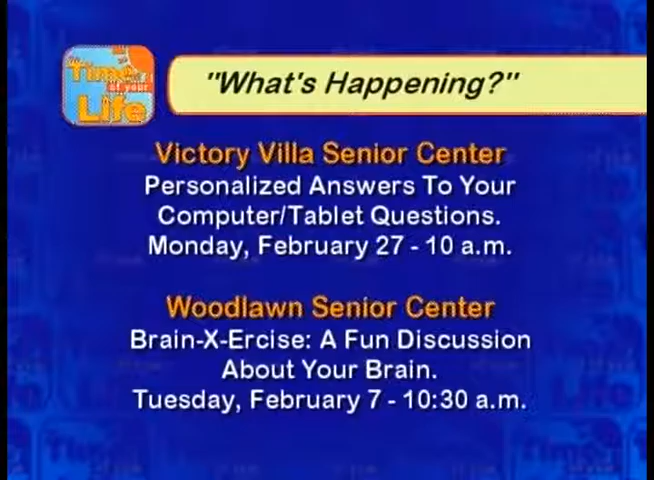 Time
of your
Life
"What's Happening?"
Victory Villa Senior Center
Personalized Answers To Your
Computer/Tablet Questions.
Monday, February 27 - 10 a.m.
Woodlawn Senior Center
Brain-X-Ercise: A Fun Discussion
About Your Brain.
Tuesday, February 7 - 10:30 a.m.